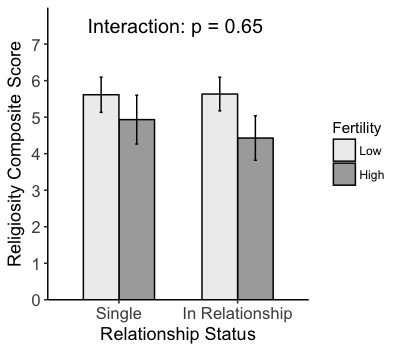 Interaction: p = 0.65
Religiosity Composite Score
7
6
5
4
3
2
1
0
Single
In Relationship
Relationship Status
Fertility
Low
High